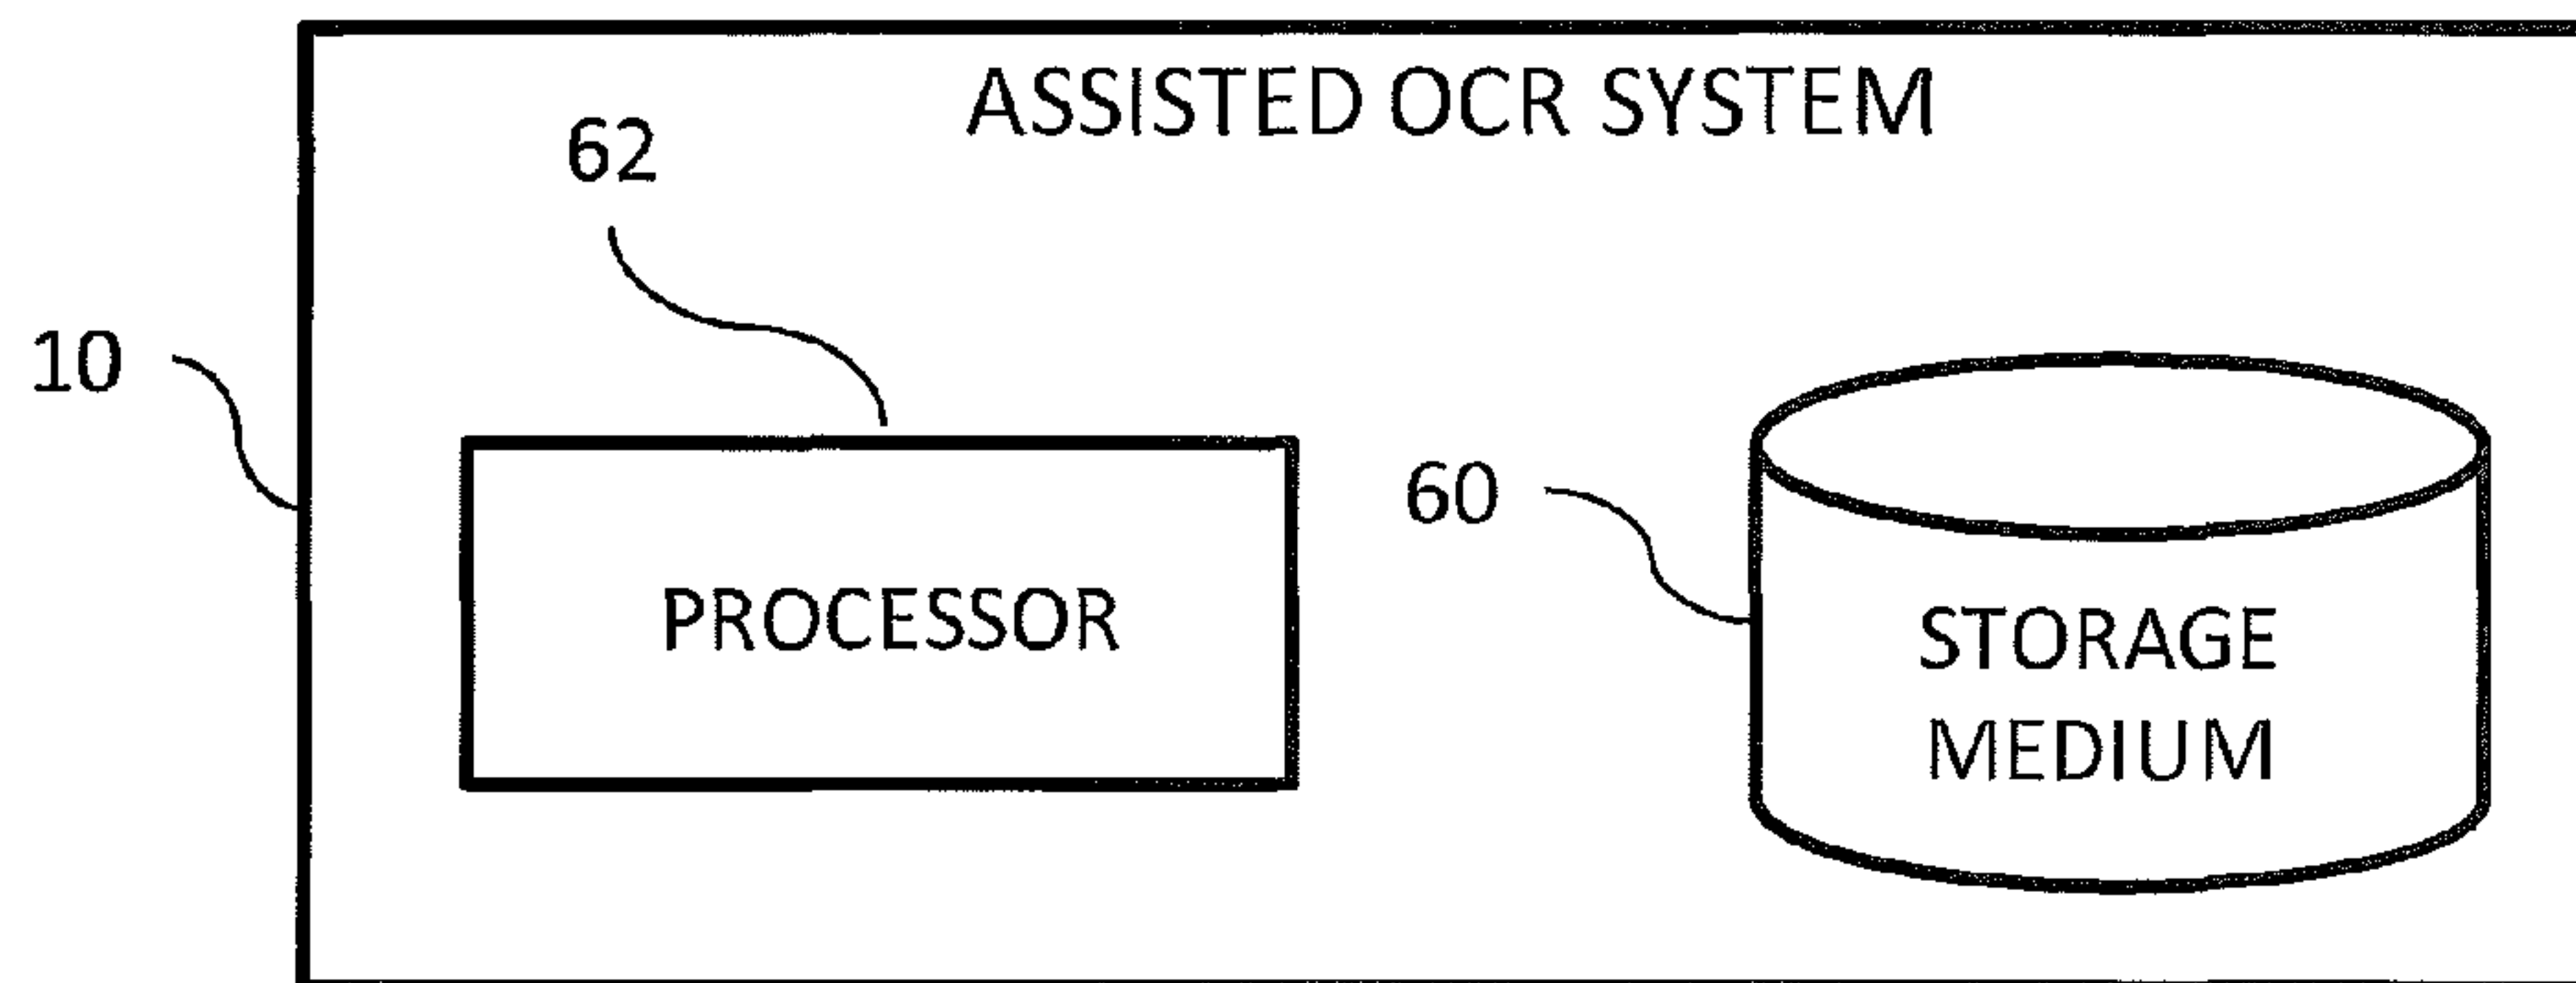 ASSISTED OCR SYSTEM
62
10
60
PROCESSOR
STORAGE
MEDIUM